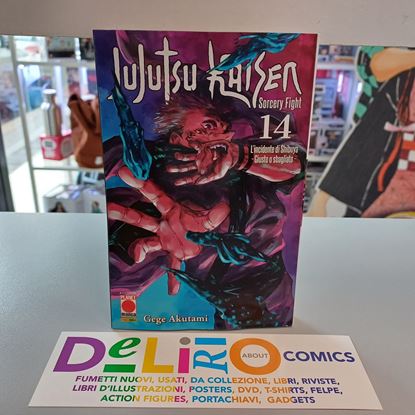 JUJUTSU KAISEN
Sorcery Fight
14
L'incidente di Shibuya
Giusto o sbagliato
Gege Akutami
DeLiRiO ABOUT COMICS
FUMETTI NUOVI, USATI, DA COLLEZIONE, LIBRI, RIVISTE,
LIBRI D'ILLUSTRAZIONI, POSTERS, DVD, T-SHIRTS, FELPE,
ACTION FIGURES, PORTACHIAVI, GADGETS